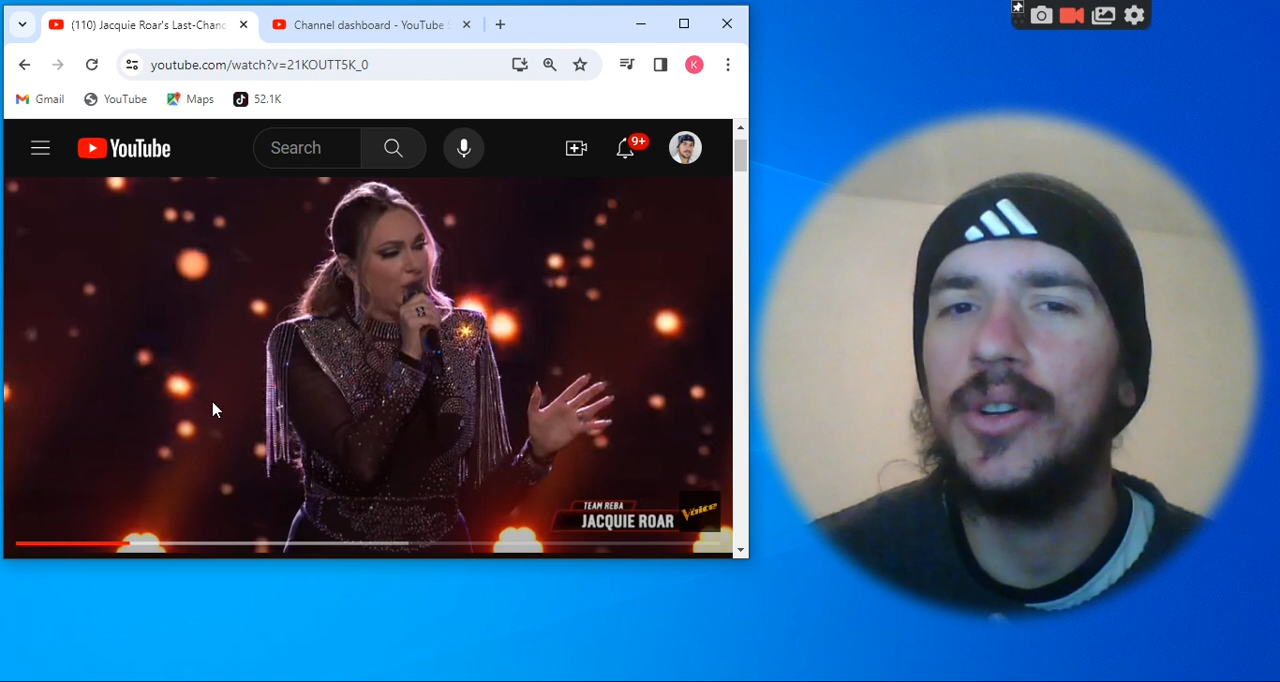 (110) Jacquie Roar's Last-Chanc
Channel dashboard - YouTube S
youtube.com/watch?v=21KOUTT5K_0
K
Gmail
YouTube
Maps
52.1K
YouTube
Search
9+
TEAM REBA
JACQUIE ROAR
Voice